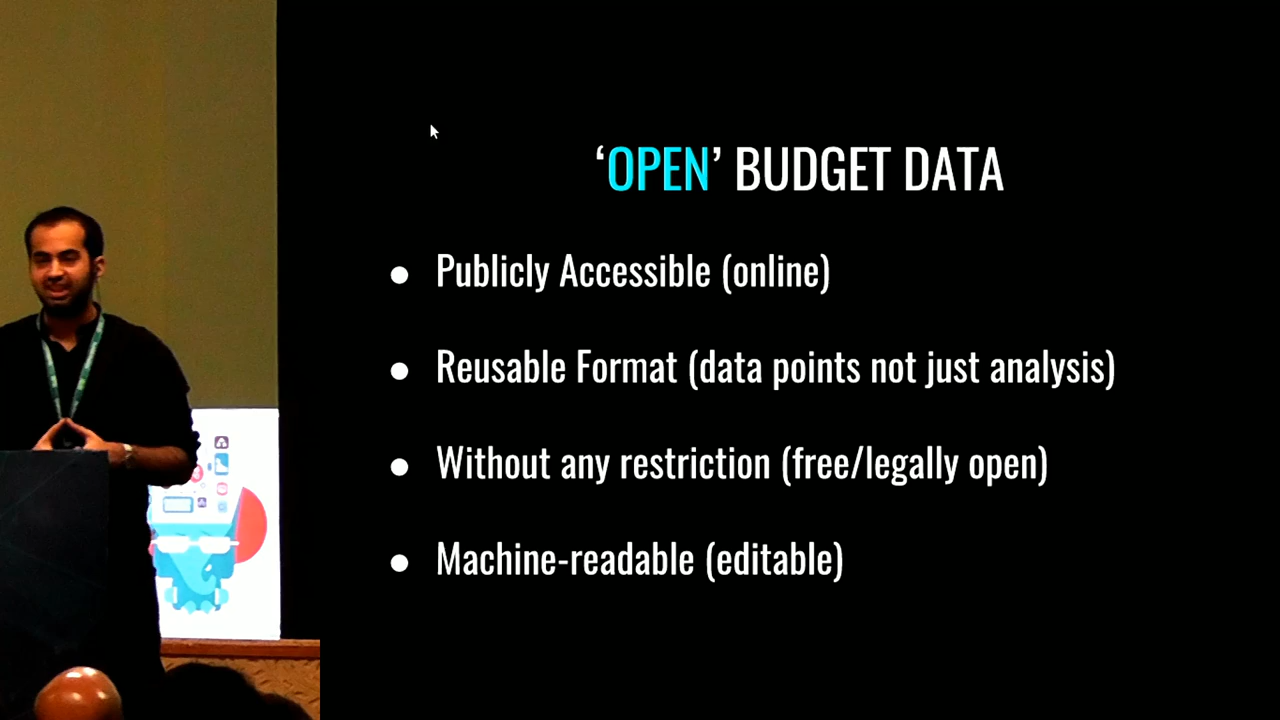 ‘OPEN’ BUDGET DATA
● Publicly Accessible (online)
● Reusable Format (data points not just analysis)
● Without any restriction (free/legally open)
● Machine-readable (editable)